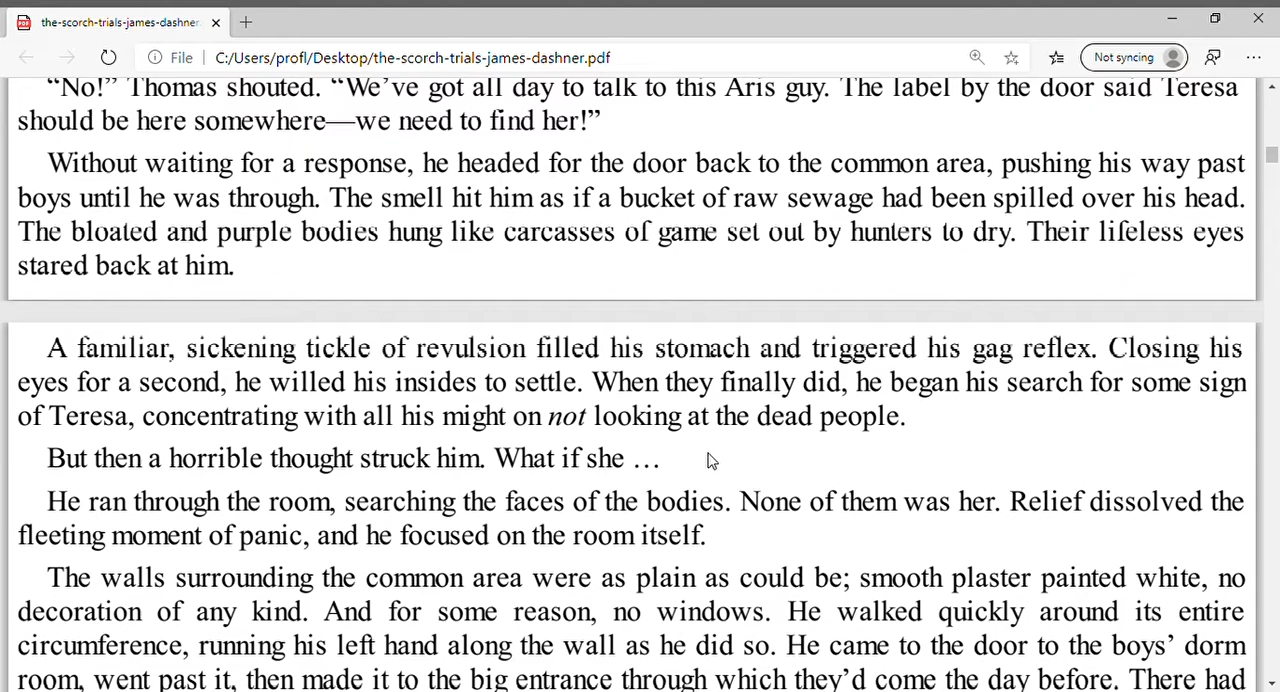 the-scorch-trials-james-dashner
File
C:/Users/profl/Desktop/the-scorch-trials-james-dashner.pdf
Not syncing
“No!” Thomas shouted. “We’ve got all day to talk to this Aris guy. The label by the door said Teresa
should be here somewhere—we need to find her!”
Without waiting for a response, he headed for the door back to the common area, pushing his way past
boys until he was through. The smell hit him as if a bucket of raw sewage had been spilled over his head.
The bloated and purple bodies hung like carcasses of game set out by hunters to dry. Their lifeless eyes
stared back at him.
A familiar, sickening tickle of revulsion filled his stomach and triggered his gag reflex. Closing his
eyes for a second, he willed his insides to settle. When they finally did, he began his search for some sign
of Teresa, concentrating with all his might on not looking at the dead people.
But then a horrible thought struck him. What if she …
He ran through the room, searching the faces of the bodies. None of them was her. Relief dissolved the
fleeting moment of panic, and he focused on the room itself.
The walls surrounding the common area were as plain as could be; smooth plaster painted white, no
decoration of any kind. And for some reason, no windows. He walked quickly around its entire
circumference, running his left hand along the wall as he did so. He came to the door to the boys’ dorm
room, went past it, then made it to the big entrance through which they’d come the day before. There had